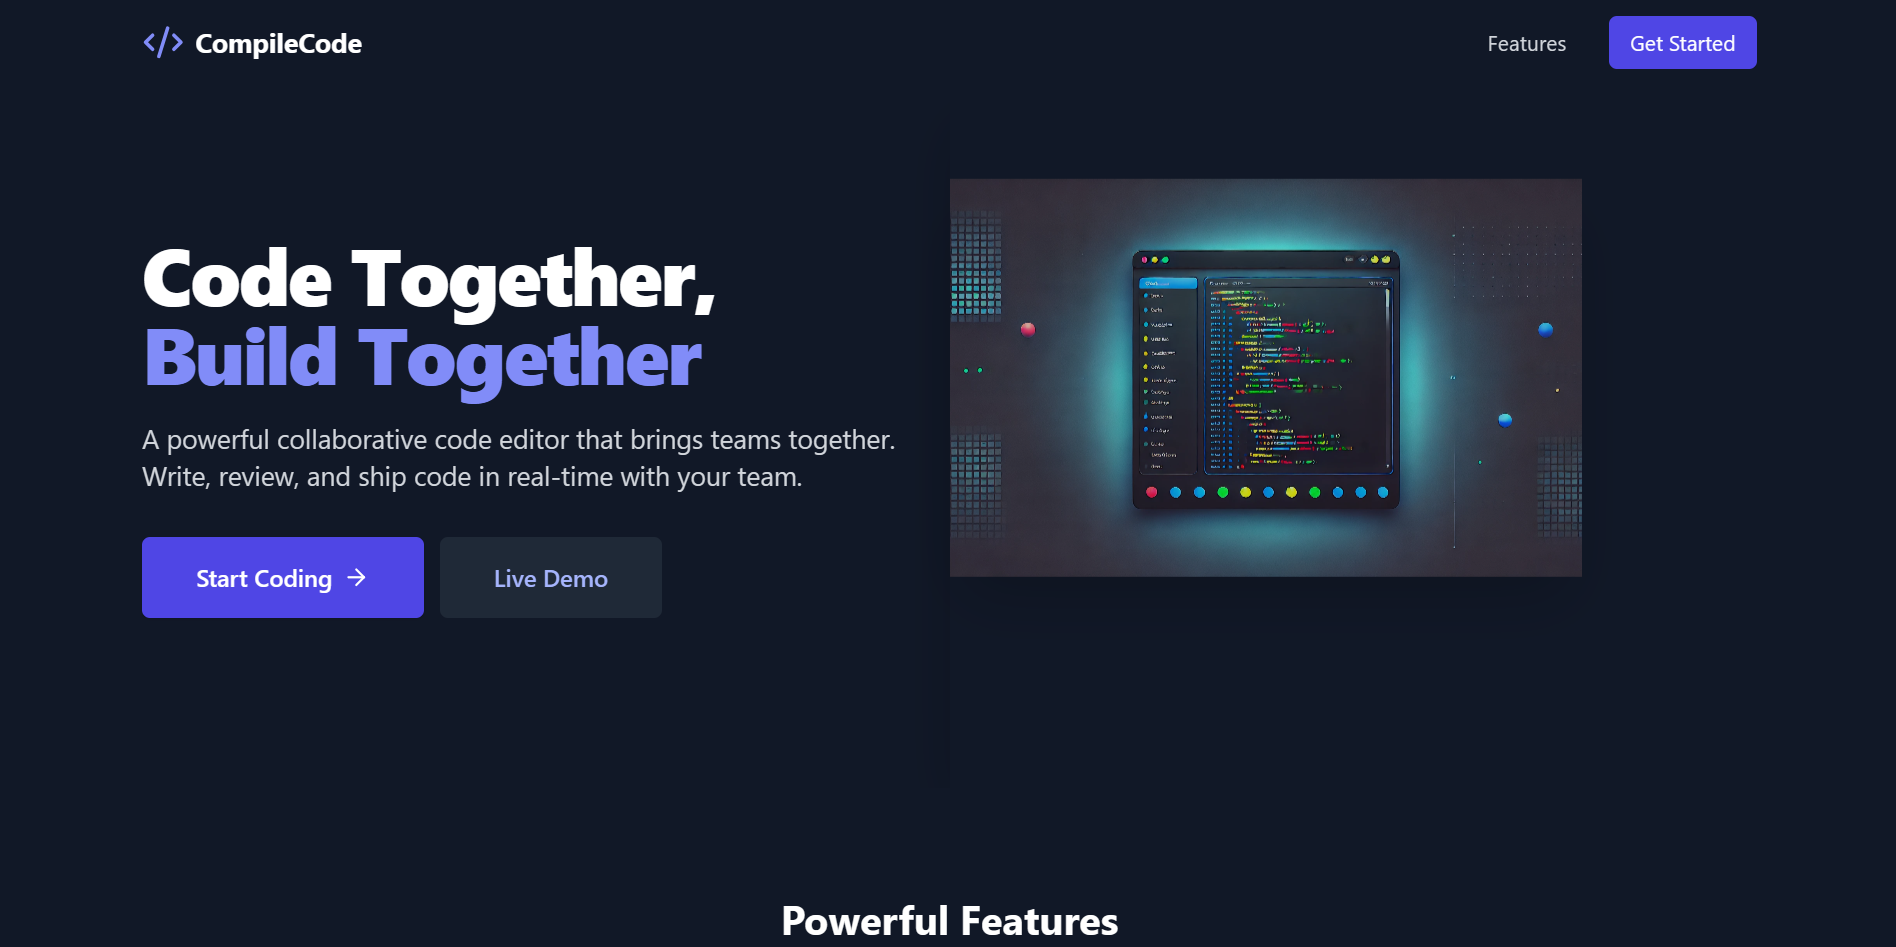 CompileCode
Features
Get Started
Code Together,
Build Together
A powerful collaborative code editor that brings teams together.
Write, review, and ship code in real-time with your team.
Start Coding
Live Demo
Powerful Features